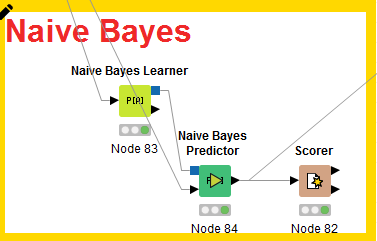 Naive Bayes
Naive Bayes Learner
P[A]
Node 83
Naive Bayes
Predictor
Node 84
Scorer
Node 82